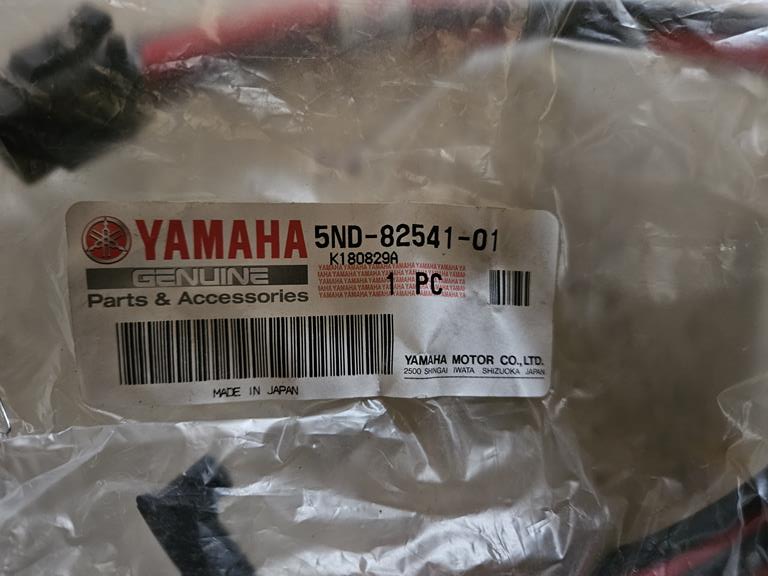 YAMAHA 5ND-82541-01
K180829A
GENUINE
1 PC
Parts & Accessories
YAMAHA MOTOR CO.,LTD.
2500 SHINGAI IWATA SHIZUOKA JAPAN
MADE IN JAPAN